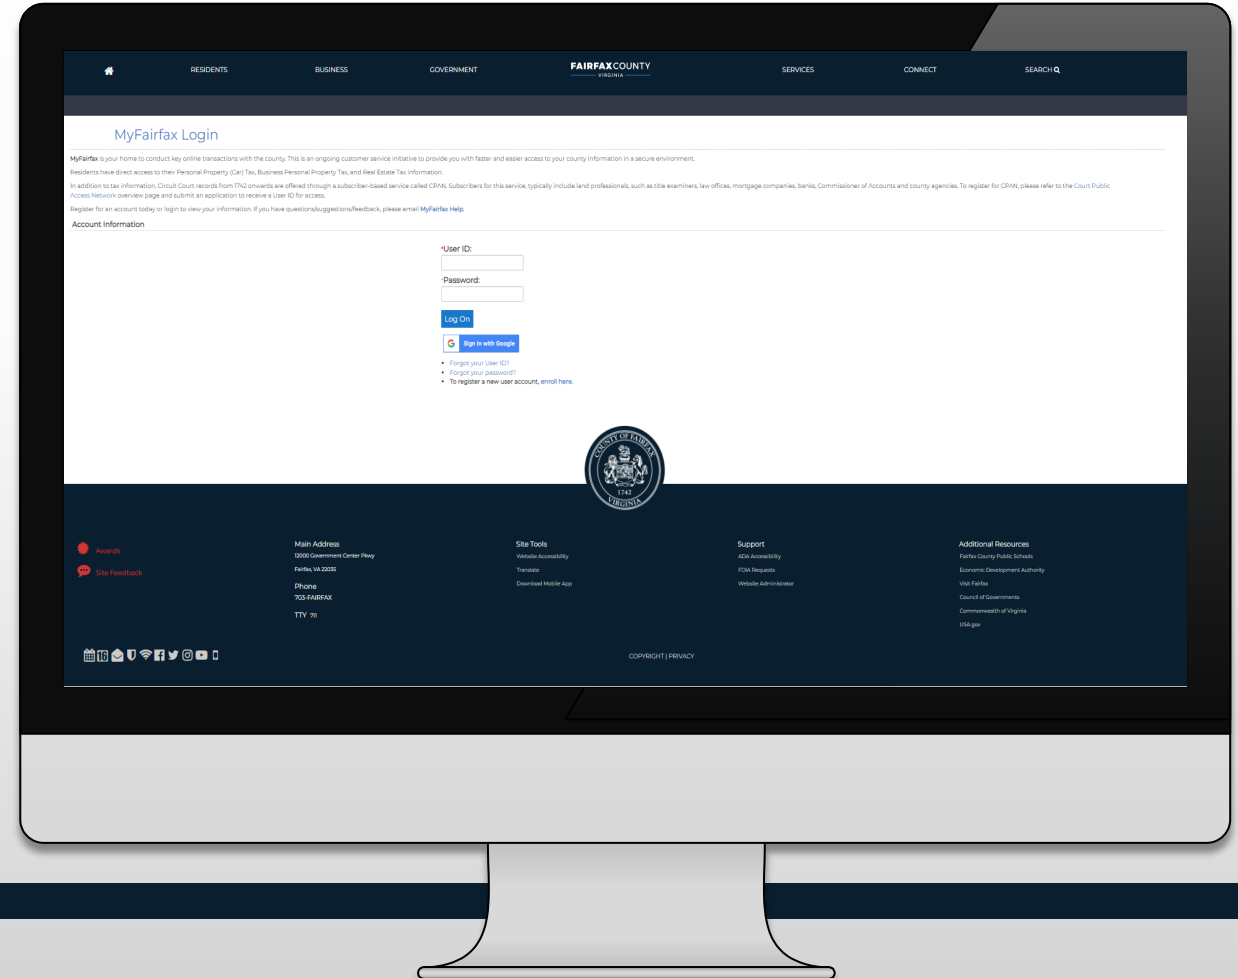 RESIDENTS BUSINESS GOVERNMENT FAIRFAXCOUNTY SERVICES CONNECT SEARCH
VIRGINIA
MyFairfax Login
MyFairfax is your home to conduct key online transactions with the county. This is an ongoing customer service initiative to provide you with faster and easier access to your county information in a secure environment.
Residents have direct access to their Personal Property (Car) Tax, Business Personal Property Tax, and Real Estate Tax information.
In addition to tax information, Circuit Court records from 1742 onwards are offered through a subscriber-based service called CPAN. Subscribers for this service, typically include land professionals, such as title examiners, law offices, mortgage companies, banks, Commissioner of Accounts and county agencies. To register for CPAN, please refer to the Court Public
Access Network overview page and submit an application to receive a User ID for access.
Register for an account today or login to view your information. If you have questions/suggestions/feedback, please email MyFairfax Help.
Account Information
*User ID:
*Password:
Log On
G Sign in with Google
• Forgot your User ID?
• Forgot your password?
• To register a new user account, enroll here.
COUNTY OF FAIRFAX
1742
VIRGINIA
Awards
Site Feedback
Main Address
12000 Government Center Pkwy
Fairfax, VA 22035
Phone
703-FAIRFAX
TTY 711
Site Tools
Website Accessibility
Translate
Download Mobile App
Support
ADA Accessibility
FOIA Requests
Website Administrator
Additional Resources
Fairfax County Public Schools
Economic Development Authority
Visit Fairfax
Council of Governments
Commonwealth of Virginia
USA.gov
16
COPYRIGHT | PRIVACY